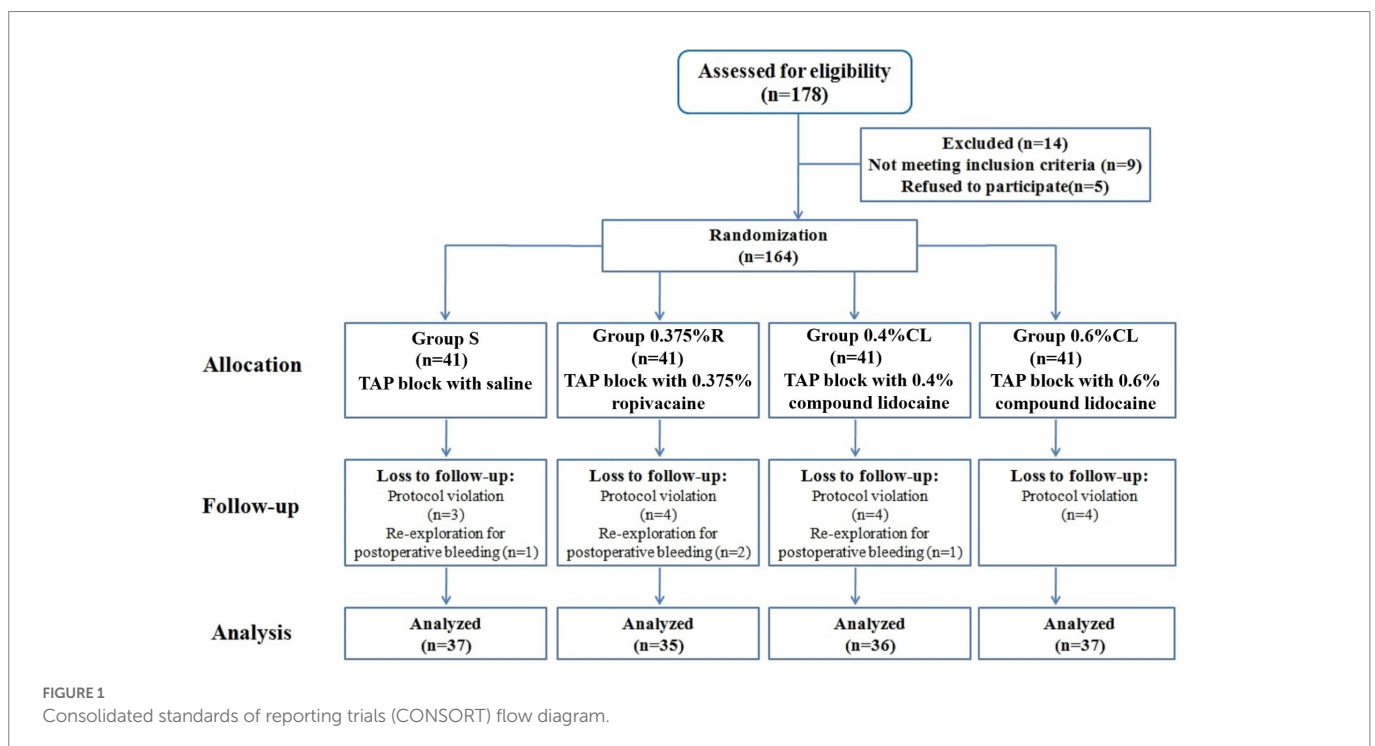 Assessed for eligibility
(n=178)
Excluded (n=14)
Not meeting inclusion criteria (n=9)
Refused to participate(n=5)
Randomization
(n=164)
Allocation
Group S
(n=41)
TAP block with saline
Group 0.375%R
(n=41)
TAP block with 0.375%
ropivacaine
Group 0.4%CL
(n=41)
TAP block with 0.4%
compound lidocaine
Group 0.6%CL
(n=41)
TAP block with 0.6%
compound lidocaine
Follow-up
Loss to follow-up:
Protocol violation
(n=3)
Re-exploration for
postoperative bleeding (n=1)
Loss to follow-up:
Protocol violation
(n=4)
Re-exploration for
postoperative bleeding (n=2)
Loss to follow-up:
Protocol violation
(n=4)
Re-exploration for
postoperative bleeding (n=1)
Loss to follow-up:
Protocol violation
(n=4)
Analysis
Analyzed
(n=37)
Analyzed
(n=35)
Analyzed
(n=36)
Analyzed
(n=37)
FIGURE 1
Consolidated standards of reporting trials (CONSORT) flow diagram.